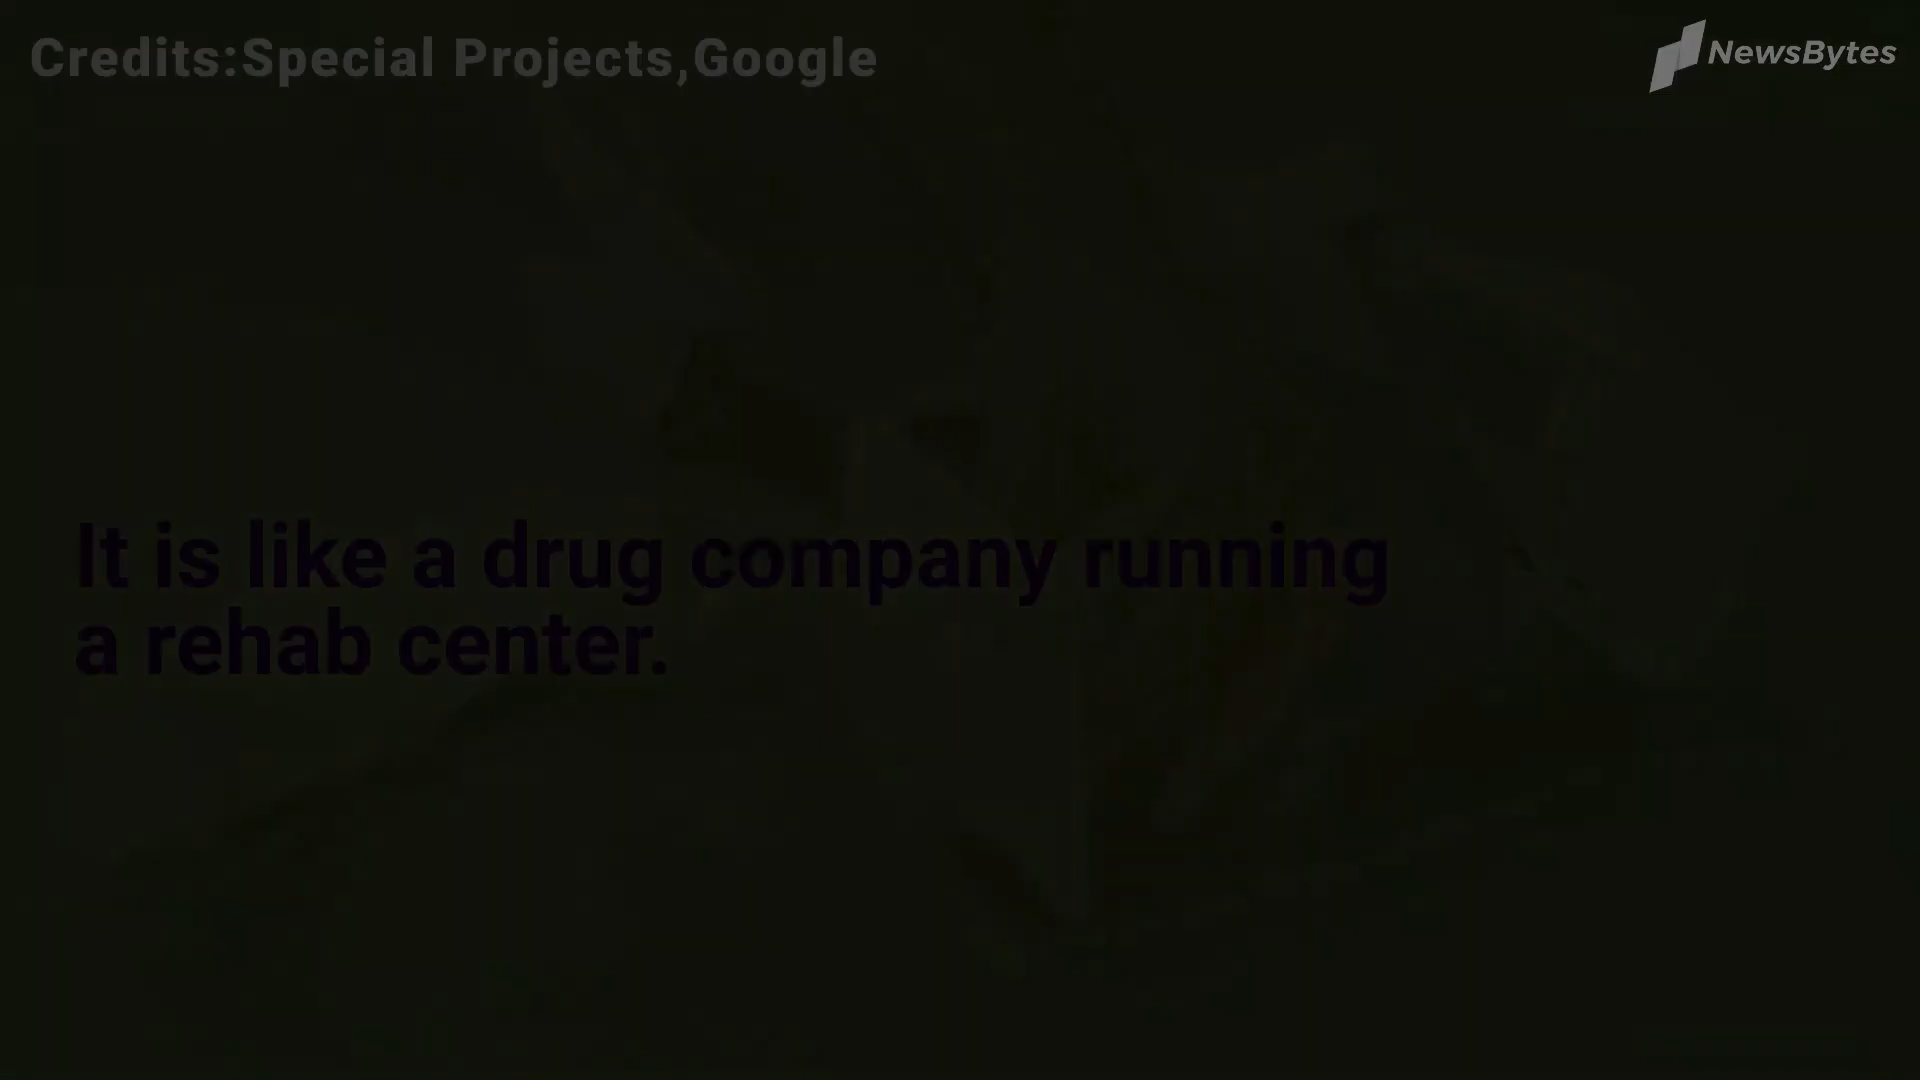 Credits:Special Projects,Google
NewsBytes
It is like a drug company running
a rehab center.